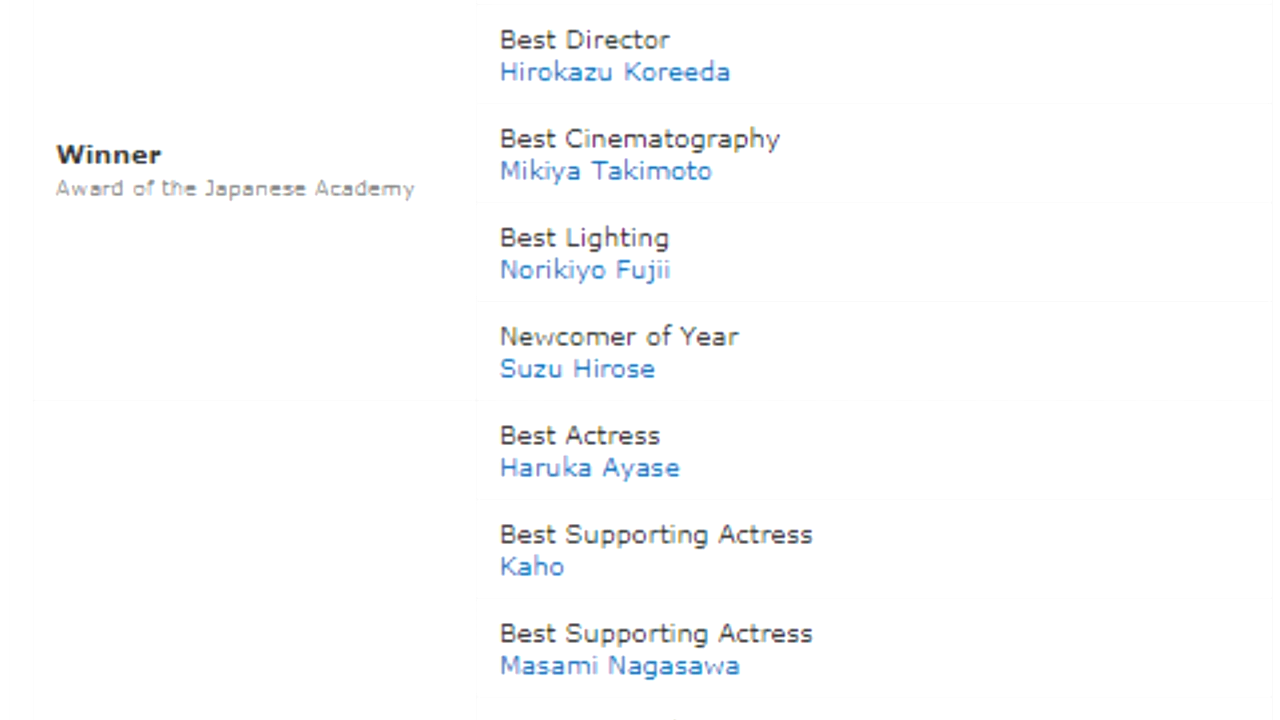 Best Director
Hirokazu Koreeda
Best Cinematography
Winner
Mikiya Takimoto
Award of the Japanese Academy
Best Lighting
Norikiyo Fujii
Newcomer of Year
Suzu Hirose
Best Actress
Haruka Ayase
Best Supporting Actress
Kaho
Best Supporting Actress
Masami Nagasawa